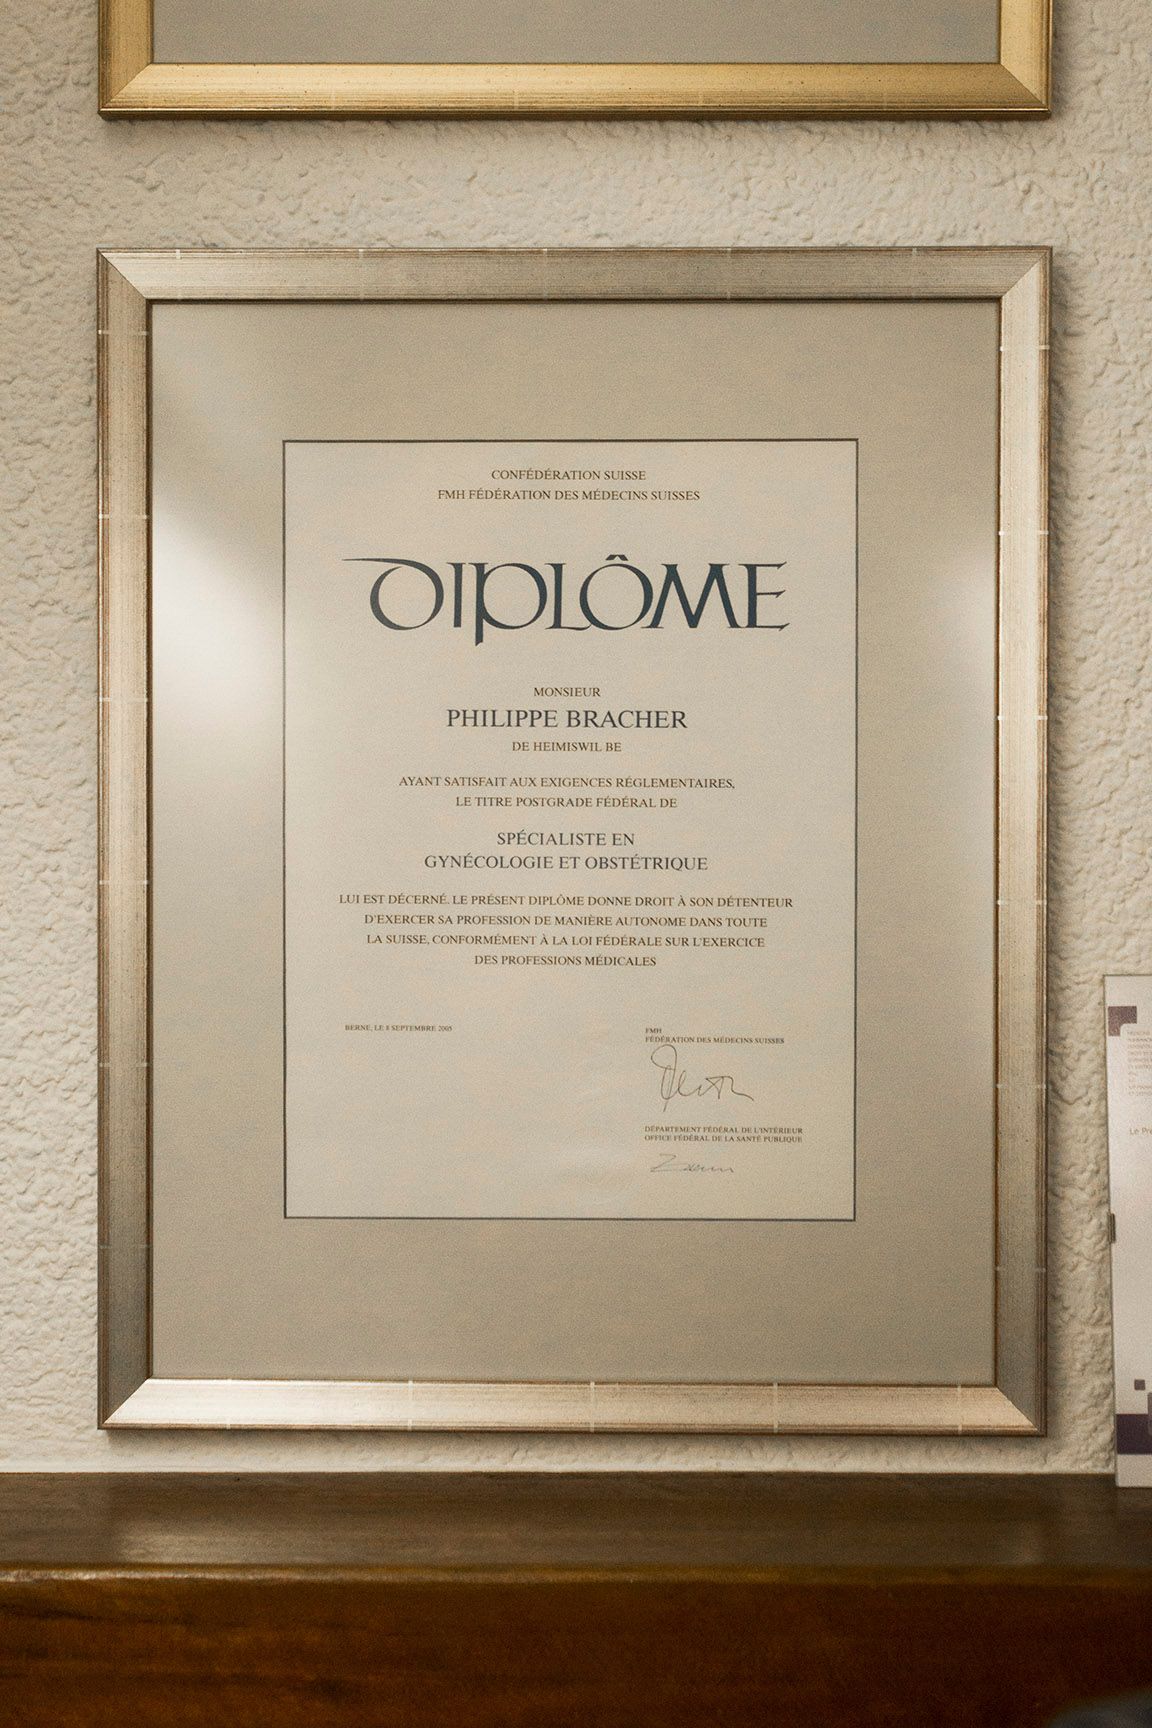 CONFÉDÉRATION SUISSE
FMH FÉDÉRATION DES MÉDECINS SUISSES
DIPLÔME
MONSIEUR
PHILIPPE BRACHER
DE HEIMISWIL BE
AYANT SATISFAIT AUX EXIGENCES RÉGLEMENTAIRES,
LE TITRE POSTGRADE FÉDÉRAL DE
SPÉCIALISTE EN
GYNÉCOLOGIE ET OBSTÉTRIQUE
LUI EST DÉCERNÉ. LE PRÉSENT DIPLÔME DONNE DROIT À SON DÉTENTEUR
D'EXERCER SA PROFESSION DE MANIÈRE AUTONOME DANS TOUTE
LA SUISSE, CONFORMÉMENT À LA LOI FÉDÉRALE SUR L'EXERCICE
DES PROFESSIONS MÉDICALES
BERNE, LE 8 SEPTEMBRE 2005
FMH
FÉDÉRATION DES MÉDECINS SUISSES
DÉPARTEMENT FÉDÉRAL DE L'INTÉRIEUR
OFFICE FÉDÉRAL DE LA SANTÉ PUBLIQUE
Le Pré